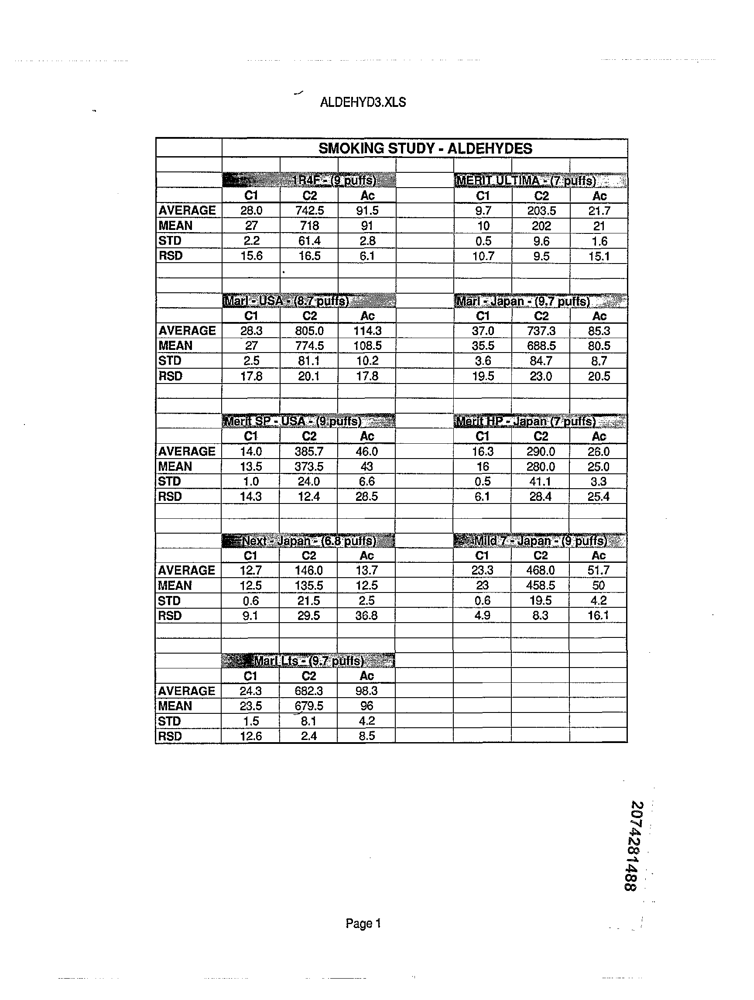 ALDEHYD3.XLS
SMOKING STUDY - ALDEHYDES
1R4F - (9 puffs) MERIT ULTIMA - (7 puffs)
C1 C2 Ac C1 C2 Ac
AVERAGE 28.0 742.5 91.5 9.7 203.5 21.7
MEAN 27 718 91 10 202 21
STD 2.2 61.4 2.8 0.5 9.6 1.6
RSD 15.6 16.5 6.1 10.7 9.5 15.1
Marl - USA - (8.7 puffs) Marl - Japan - (9.7 puffs)
C1 C2 Ac C1 C2 Ac
AVERAGE 28.3 805.0 114.3 37.0 737.3 85.3
MEAN 27 774.5 108.5 35.5 688.5 80.5
STD 2.5 81.1 10.2 3.6 84.7 8.7
RSD 17.8 20.1 17.8 19.5 23.0 20.5
Merit SP - USA - (9 puffs) Merit HP - Japan (7 puffs)
C1 C2 Ac C1 C2 Ac
AVERAGE 14.0 385.7 46.0 16.3 290.0 26.0
MEAN 13.5 373.5 43 16 280.0 25.0
STD 1.0 24.0 6.6 0.5 41.1 3.3
RSD 14.3 12.4 28.5 6.1 28.4 25.4
Next - Japan - (6.8 puffs) Mild 7 - Japan - (9 puffs)
C1 C2 Ac C1 C2 Ac
AVERAGE 12.7 146.0 13.7 23.3 468.0 51.7
MEAN 12.5 135.5 12.5 23 458.5 50
STD 0.6 21.5 2.5 0.6 19.5 4.2
RSD 9.1 29.5 36.8 4.9 8.3 16.1
Marl Lts - (9.7 puffs)
C1 C2 Ac
AVERAGE 24.3 682.3 98.3
MEAN 23.5 679.5 96
STD 1.5 8.1 4.2
RSD 12.6 2.4 8.5
2074281488
Page 1